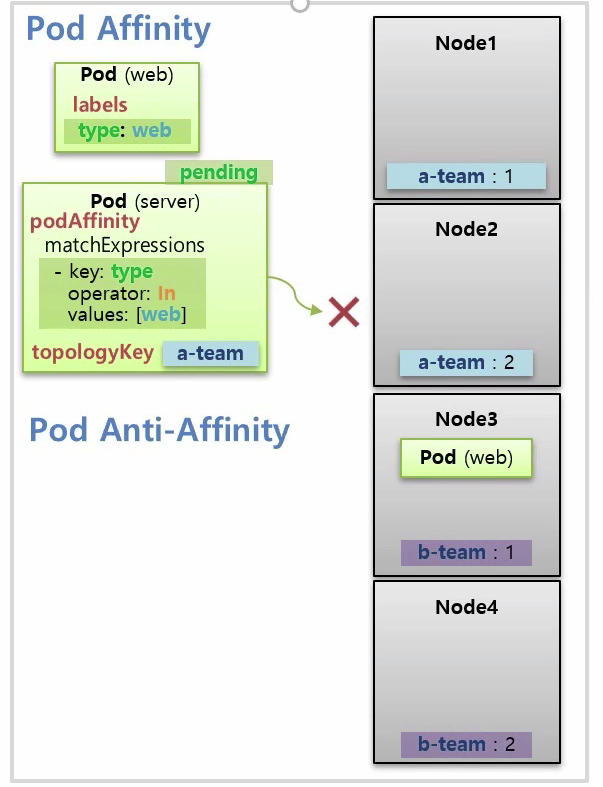 Pod Affinity
Pod (web)
labels
type: web
pending
Pod (server)
podAffinity
matchExpressions
- key: type
operator: In
values: [web]
topologyKey a-team
Pod Anti-Affinity
Node1
a-team : 1
Node2
a-team : 2
Node3
Pod (web)
b-team : 1
Node4
b-team : 2